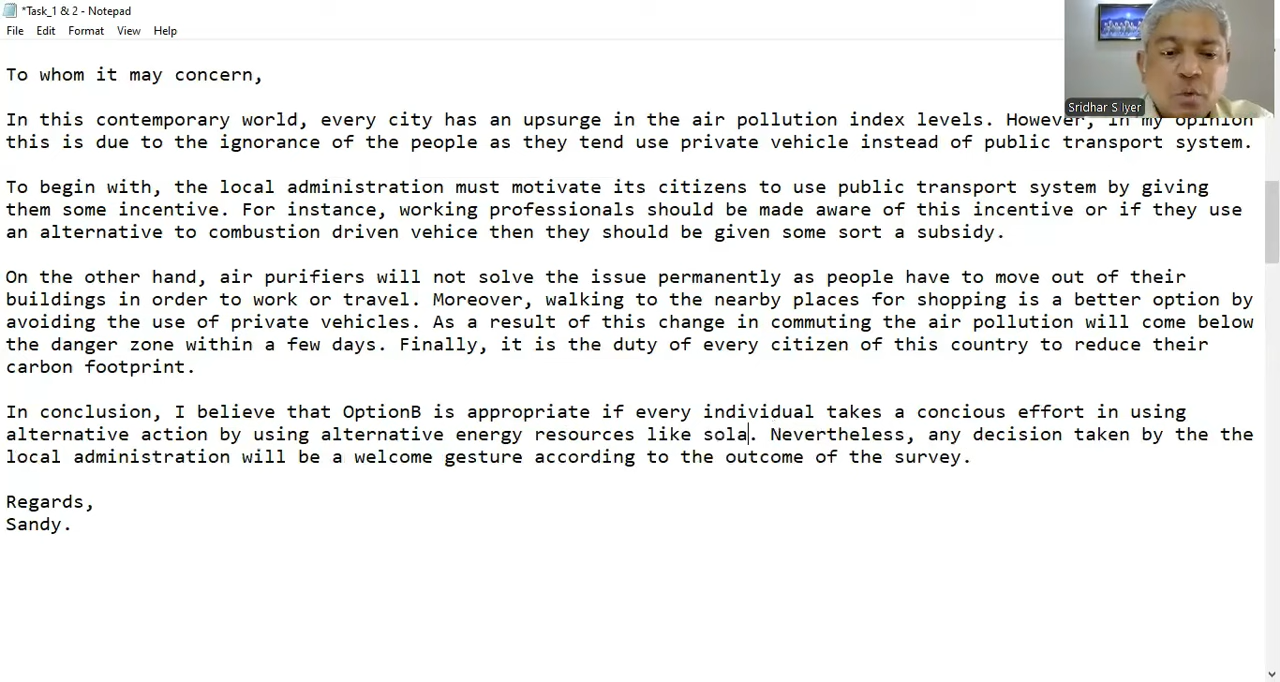 *Task_1 & 2 - Notepad
File Edit Format View Help
Sridhar S Iyer
To whom it may concern,
In this contemporary world, every city has an upsurge in the air pollution index levels. However, in my opinion
this is due to the ignorance of the people as they tend use private vehicle instead of public transport system.
To begin with, the local administration must motivate its citizens to use public transport system by giving
them some incentive. For instance, working professionals should be made aware of this incentive or if they use
an alternative to combustion driven vehice then they should be given some sort a subsidy.
On the other hand, air purifiers will not solve the issue permanently as people have to move out of their
buildings in order to work or travel. Moreover, walking to the nearby places for shopping is a better option by
avoiding the use of private vehicles. As a result of this change in commuting the air pollution will come below
the danger zone within a few days. Finally, it is the duty of every citizen of this country to reduce their
carbon footprint.
In conclusion, I believe that OptionB is appropriate if every individual takes a concious effort in using
alternative action by using alternative energy resources like sola. Nevertheless, any decision taken by the the
local administration will be a welcome gesture according to the outcome of the survey.
Regards,
Sandy.